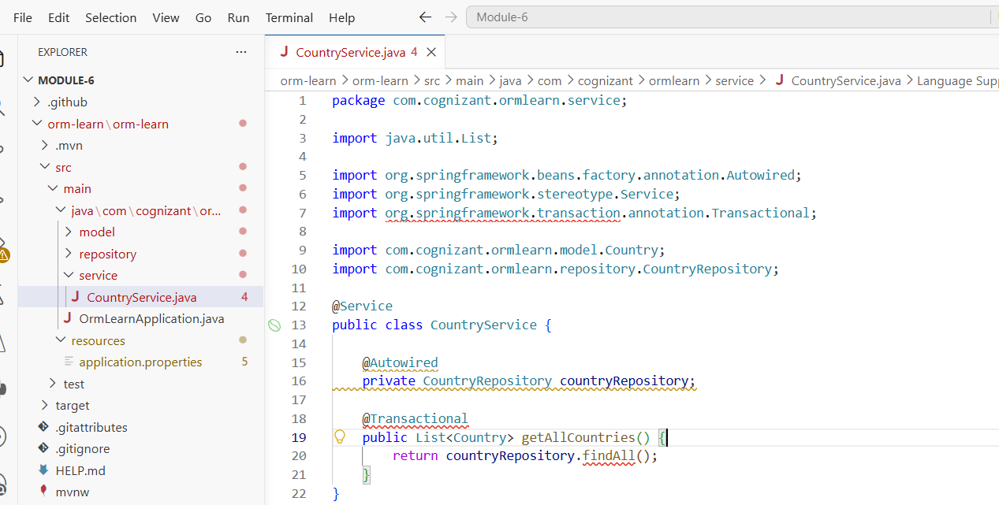 File Edit Selection View Go Run Terminal Help ← → Module-6
EXPLORER ···
MODULE-6
.github
orm-learn\orm-learn
.mvn
src
main
java\com\cognizant\or...
model
repository
service
J CountryService.java 4
J OrmLearnApplication.java
resources
application.properties 5
test
target
.gitattributes
.gitignore
HELP.md
mvnw
J CountryService.java 4 ×
orm-learn > orm-learn > src > main > java > com > cognizant > ormlearn > service > J CountryService.java > Language Supp
1 package com.cognizant.ormlearn.service;
2
3 import java.util.List;
4
5 import org.springframework.beans.factory.annotation.Autowired;
6 import org.springframework.stereotype.Service;
7 import org.springframework.transaction.annotation.Transactional;
8
9 import com.cognizant.ormlearn.model.Country;
10 import com.cognizant.ormlearn.repository.CountryRepository;
11
12 @Service
13 public class CountryService {
14
15     @Autowired
16     private CountryRepository countryRepository;
17
18     @Transactional
19     public List<Country> getAllCountries() {
20         return countryRepository.findAll();
21     }
22 }